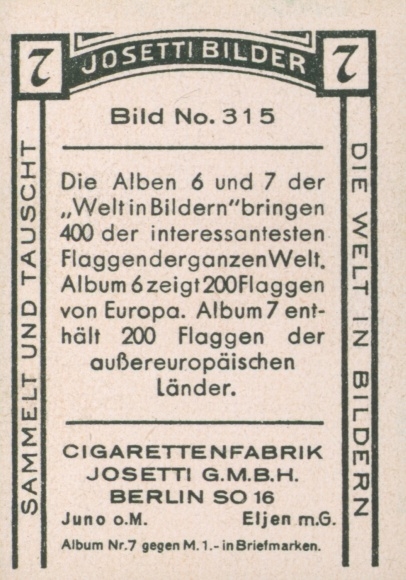 7 JOSETTI BILDER 7
Bild No. 315
Die Alben 6 und 7 der
„Welt in Bildern“ bringen
400 der interessantesten
Flaggen der ganzen Welt.
Album 6 zeigt 200 Flaggen
von Europa. Album 7 ent-
hält 200 Flaggen der
außereuropäischen
Länder.
CIGARETTENFABRIK
JOSETTI G.M.B.H.
BERLIN SO 16
Juno o.M. Eljen m.G.
Album Nr. 7 gegen M. 1.- in Briefmarken.
SAMMELT UND TAUSCHT
DIE WELT IN BILDERN